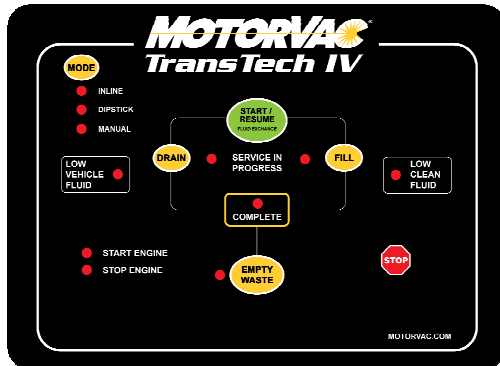 MOTORVAC®
TRANSTECH IV
MODE
INLINE
DIPSTICK
MANUAL
START /
RESUME
FLUID EXCHANGE
DRAIN
SERVICE IN
PROGRESS
FILL
LOW
VEHICLE
FLUID
LOW
CLEAN
FLUID
COMPLETE
START ENGINE
STOP ENGINE
EMPTY
WASTE
STOP
MOTORVAC.COM